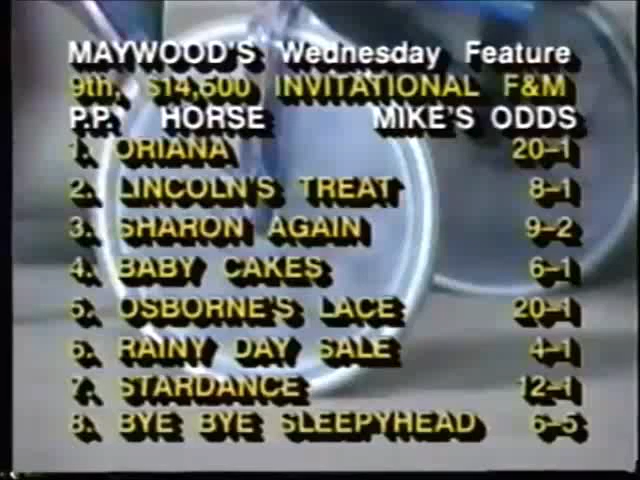 MAYWOOD'S Wednesday Feature
9th, $14,600 INVITATIONAL F&M
P.P. HORSE MIKE'S ODDS
1. ORIANA 20-1
2. LINCOLN'S TREAT 8-1
3. SHARON AGAIN 9-2
4. BABY CAKES 6-1
5. OSBORNE'S LACE 20-1
6. RAINY DAY SALE 4-1
7. STARDANCE 12-1
8. BYE BYE SLEEPYHEAD 6-5